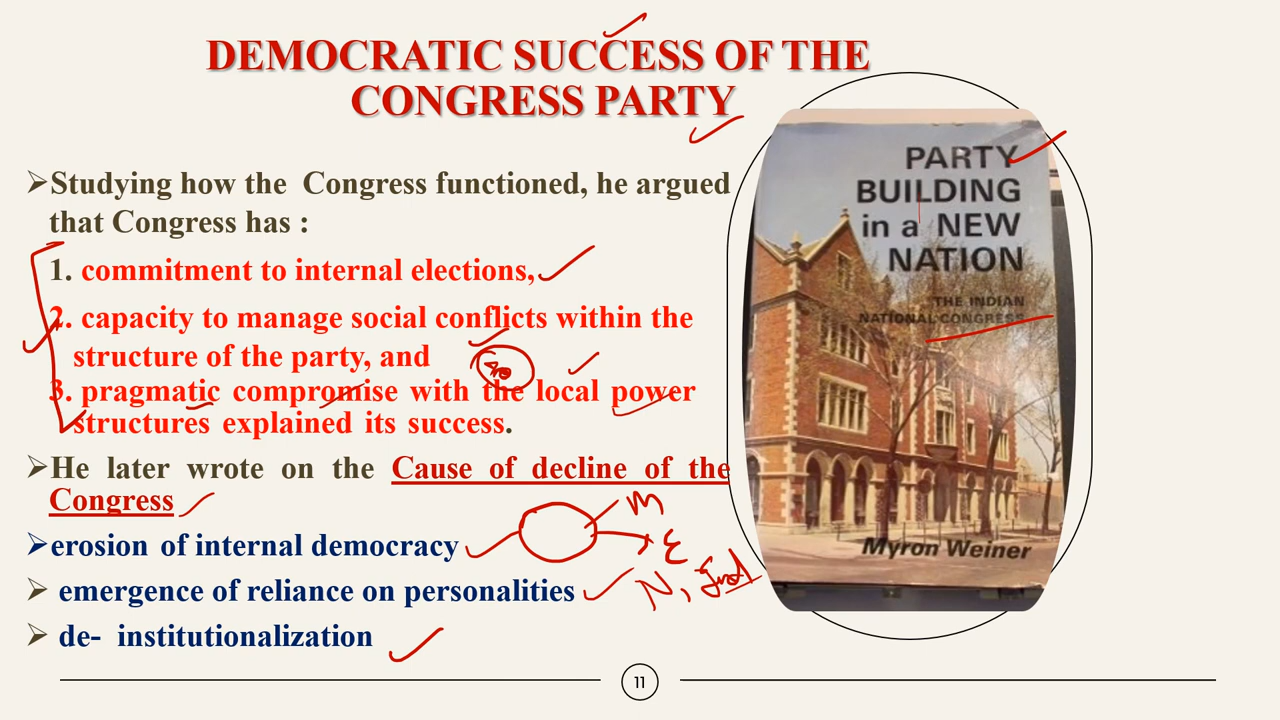 DEMOCRATIC SUCCESS OF THE
CONGRESS PARTY
➢Studying how the Congress functioned, he argued
that Congress has :
1. commitment to internal elections,
2. capacity to manage social conflicts within the
structure of the party, and
3. pragmatic compromise with the local power
structures explained its success.
➢He later wrote on the Cause of decline of the
Congress
➢erosion of internal democracy
➢ emergence of reliance on personalities
➢ de- institutionalization
M
E
N, Ind
PARTY
BUILDING
in a NEW
NATION
THE INDIAN
NATIONAL CONGRESS
Myron Weiner
11